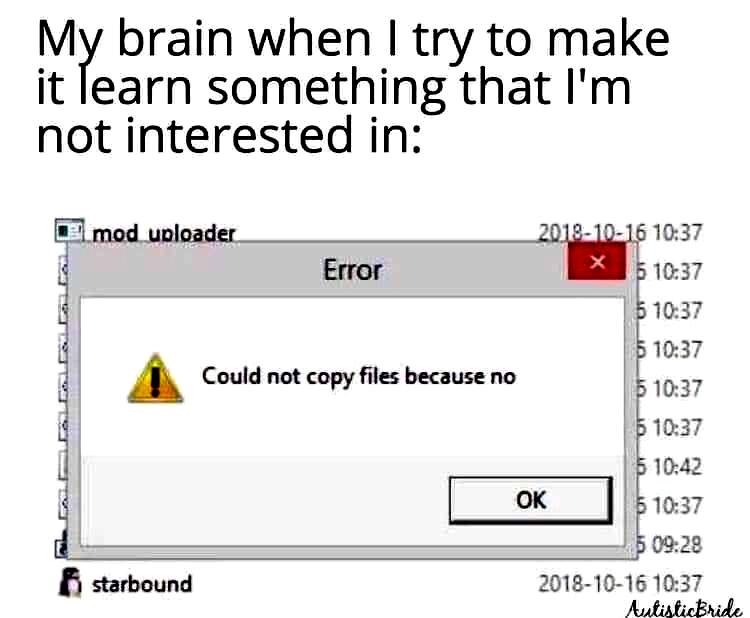 My brain when I try to make
it learn something that I'm
not interested in:
mod_uploader 2018-10-16 10:37
Error
5 10:37
5 10:37
5 10:37
Could not copy files because no
5 10:37
5 10:37
5 10:42
OK
5 10:37
5 09:28
starbound 2018-10-16 10:37
AutisticBride